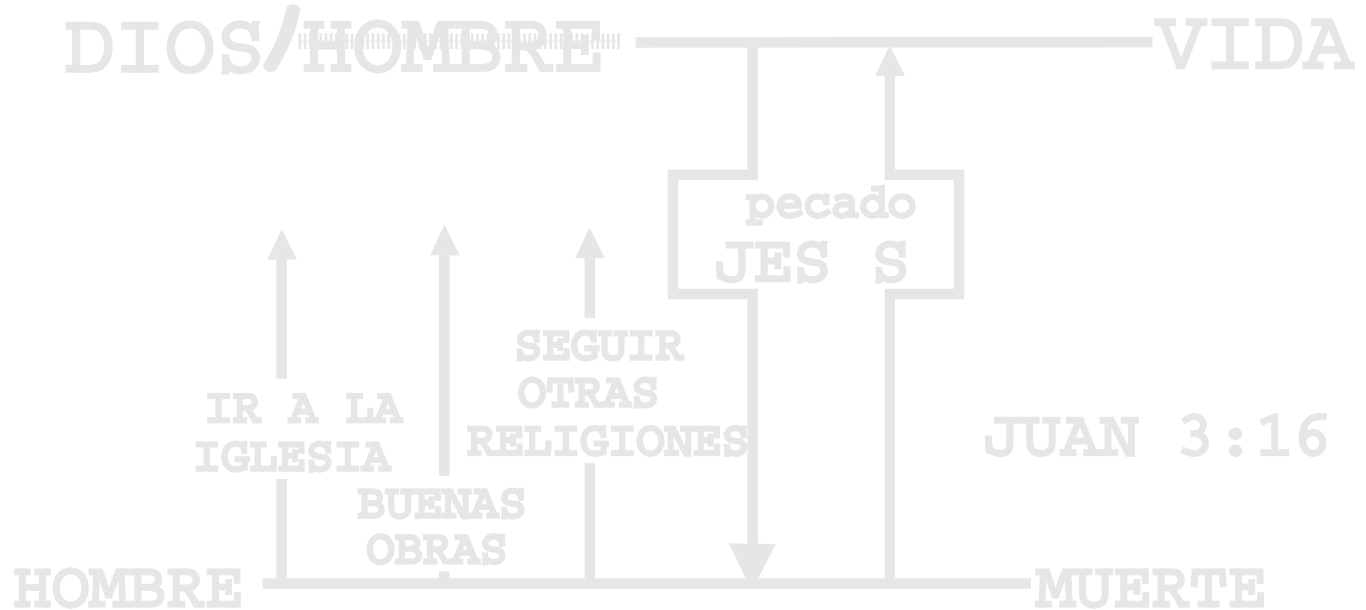 DIOS/HOMBRE
VIDA
pecado
JES S
SEGUIR
OTRAS
RELIGIONES
IR A LA
IGLESIA
JUAN 3:16
BUENAS
OBRAS
HOMBRE
MUERTE